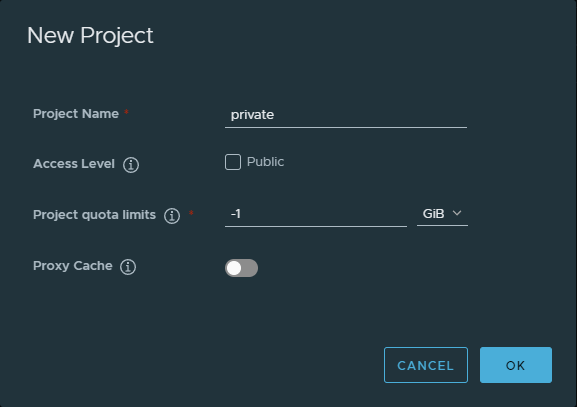 New Project
Project Name *
private
Access Level
Public
Project quota limits *
-1
GiB
Proxy Cache
CANCEL
OK